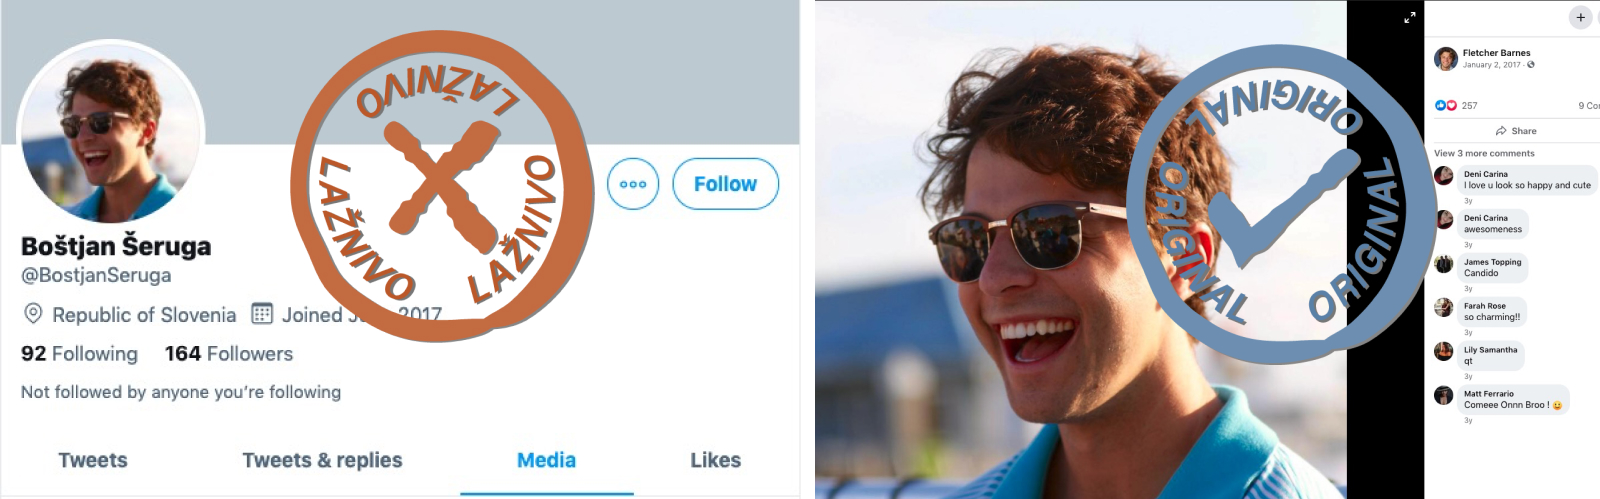 LAŽNIVO
LAŽNIVO
LAŽNIVO
Follow
Boštjan Šeruga
@BostjanSeruga
Republic of Slovenia
Joined 2017
92 Following 164 Followers
Not followed by anyone you're following
Tweets Tweets & replies Media Likes
ORIGINAL
ORIGINAL
ORIGINAL
Fletcher Barnes
January 2, 2017 ·
257
9 Co
Share
View 3 more comments
Deni Carina
I love u look so happy and cute
3y
Deni Carina
awesomeness
3y
James Topping
Candido
3y
Farah Rose
so charming!!
3y
Lily Samantha
qt
3y
Matt Ferrario
Comeee Onnn Broo ! 😀
3y